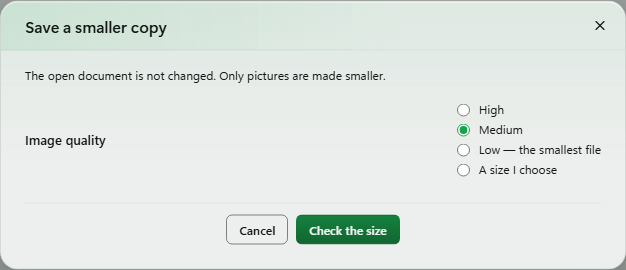 Save a smaller copy
The open document is not changed. Only pictures are made smaller.
Image quality
High
Medium
Low — the smallest file
A size I choose
Cancel
Check the size